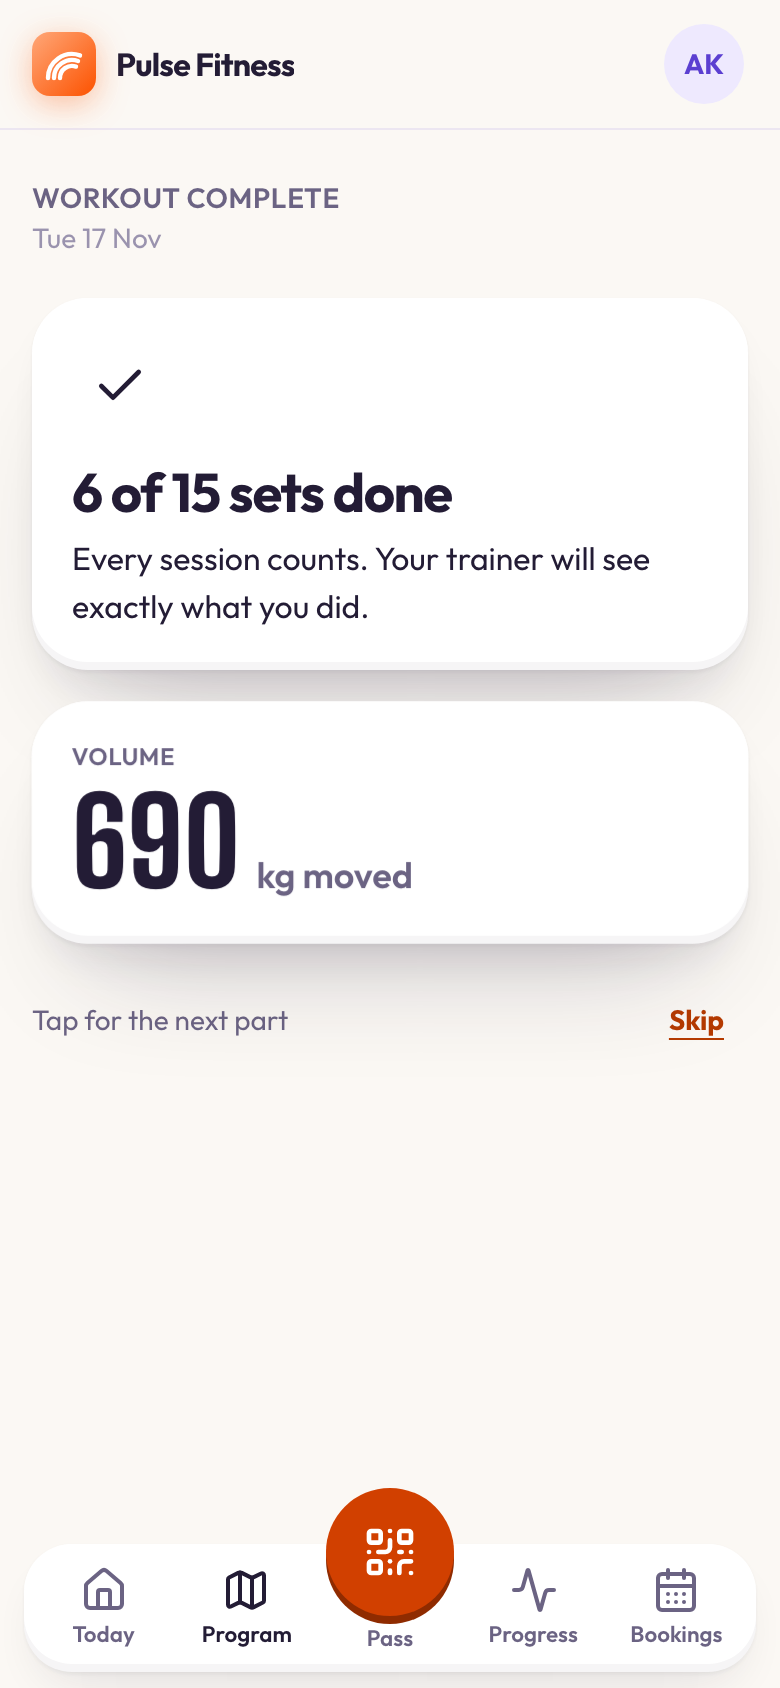 Pulse Fitness
AK
WORKOUT COMPLETE
Tue 17 Nov
6 of 15 sets done
Every session counts. Your trainer will see
exactly what you did.
VOLUME
690 kg moved
Tap for the next part
Skip
Today
Program
Pass
Progress
Bookings